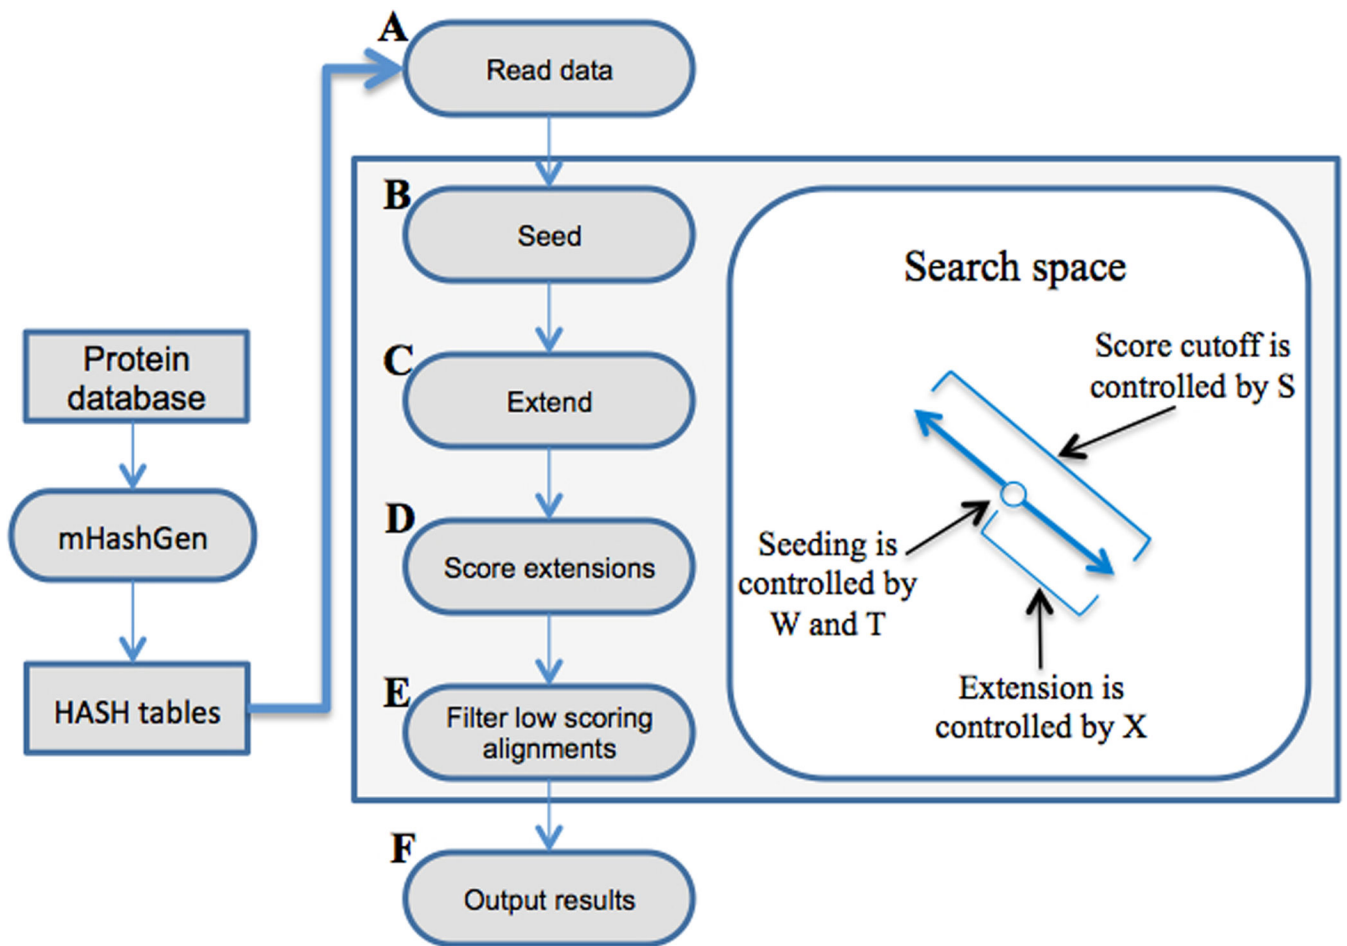 A
Read data
B
Seed
C
Extend
D
Score extensions
E
Filter low scoring
alignments
F
Output results
Protein
database
mHashGen
HASH tables
Search space
Score cutoff is
controlled by S
Seeding is
controlled by
W and T
Extension is
controlled by X